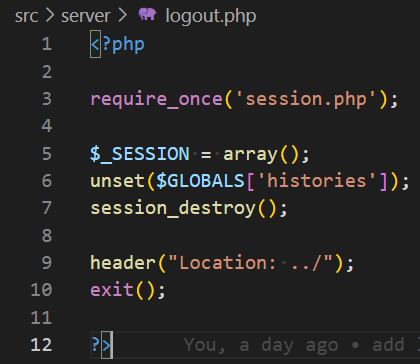 src > server > logout.php
1 <?php
2
3 require_once('session.php');
4
5 $_SESSION = array();
6 unset($GLOBALS['histories']);
7 session_destroy();
8
9 header("Location: ../");
10 exit();
11
12 ?> You, a day ago • add